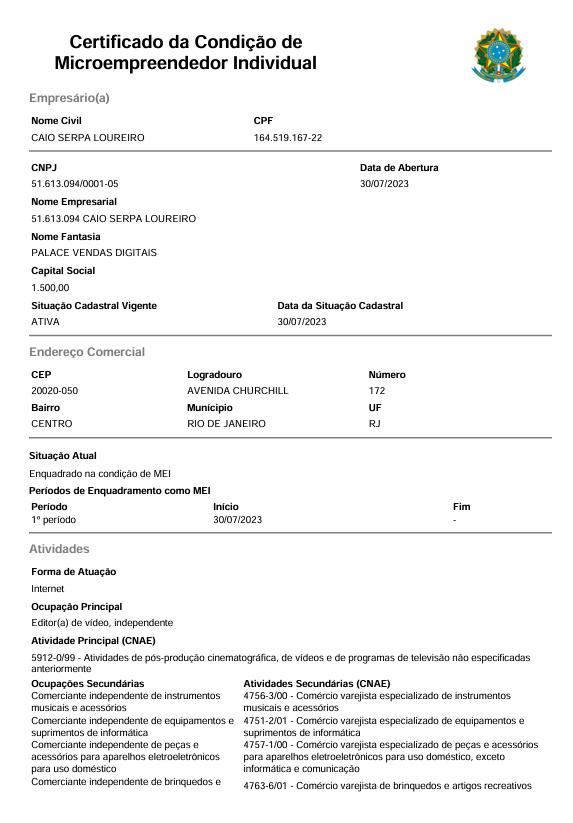 Certificado da Condição de
Microempreendedor Individual
Empresário(a)
Nome Civil CPF
CAIO SERPA LOUREIRO 164.519.167-22
CNPJ Data de Abertura
51.613.094/0001-05 30/07/2023
Nome Empresarial
51.613.094 CAIO SERPA LOUREIRO
Nome Fantasia
PALACE VENDAS DIGITAIS
Capital Social
1.500,00
Situação Cadastral Vigente Data da Situação Cadastral
ATIVA 30/07/2023
Endereço Comercial
CEP Logradouro Número
20020-050 AVENIDA CHURCHILL 172
Bairro Munícipio UF
CENTRO RIO DE JANEIRO RJ
Situação Atual
Enquadrado na condição de MEI
Períodos de Enquadramento como MEI
Período Início Fim
1º período 30/07/2023 -
Atividades
Forma de Atuação
Internet
Ocupação Principal
Editor(a) de vídeo, independente
Atividade Principal (CNAE)
5912-0/99 - Atividades de pós-produção cinematográfica, de vídeos e de programas de televisão não especificadas
anteriormente
Ocupações Secundárias Atividades Secundárias (CNAE)
Comerciante independente de instrumentos 4756-3/00 - Comércio varejista especializado de instrumentos
musicais e acessórios musicais e acessórios
Comerciante independente de equipamentos e 4751-2/01 - Comércio varejista especializado de equipamentos e
suprimentos de informática suprimentos de informática
Comerciante independente de peças e 4757-1/00 - Comércio varejista especializado de peças e acessórios
acessórios para aparelhos eletroeletrônicos para aparelhos eletroeletrônicos para uso doméstico, exceto
para uso doméstico informática e comunicação
Comerciante independente de brinquedos e 4763-6/01 - Comércio varejista de brinquedos e artigos recreativos